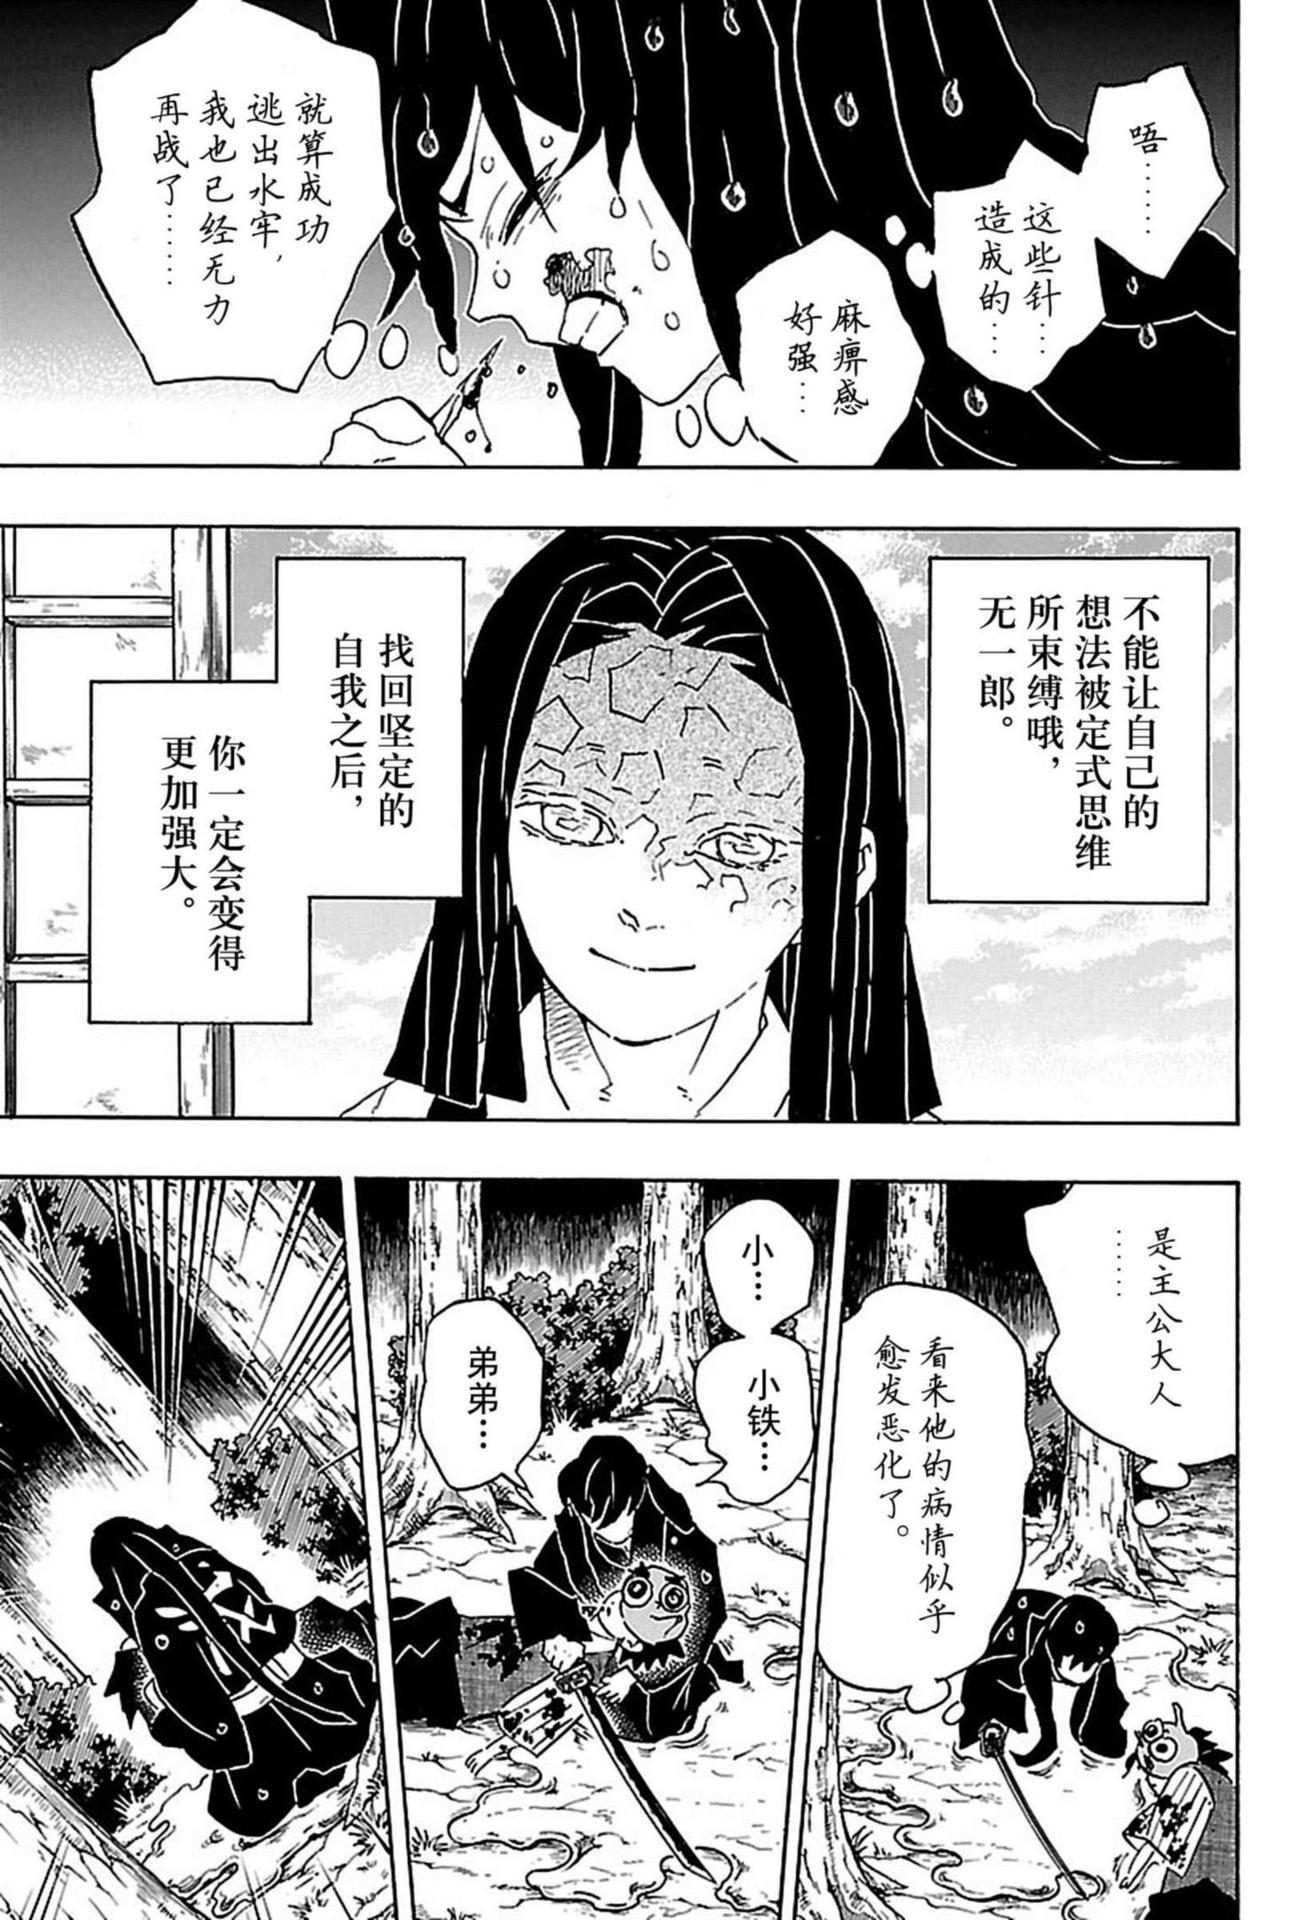 唔……
这些针
造成的…
麻痹感
好强…
就算成功
逃出水牢,
我也已经无力
再战了……
不能让自己的
想法被定式思维
所束缚哦，
无一郎。
找回坚定的
自我之后，
你一定会变得
更加强大。
是主公大人
……
看来他的病情似乎
愈发恶化了。
小…
小铁…
弟弟…